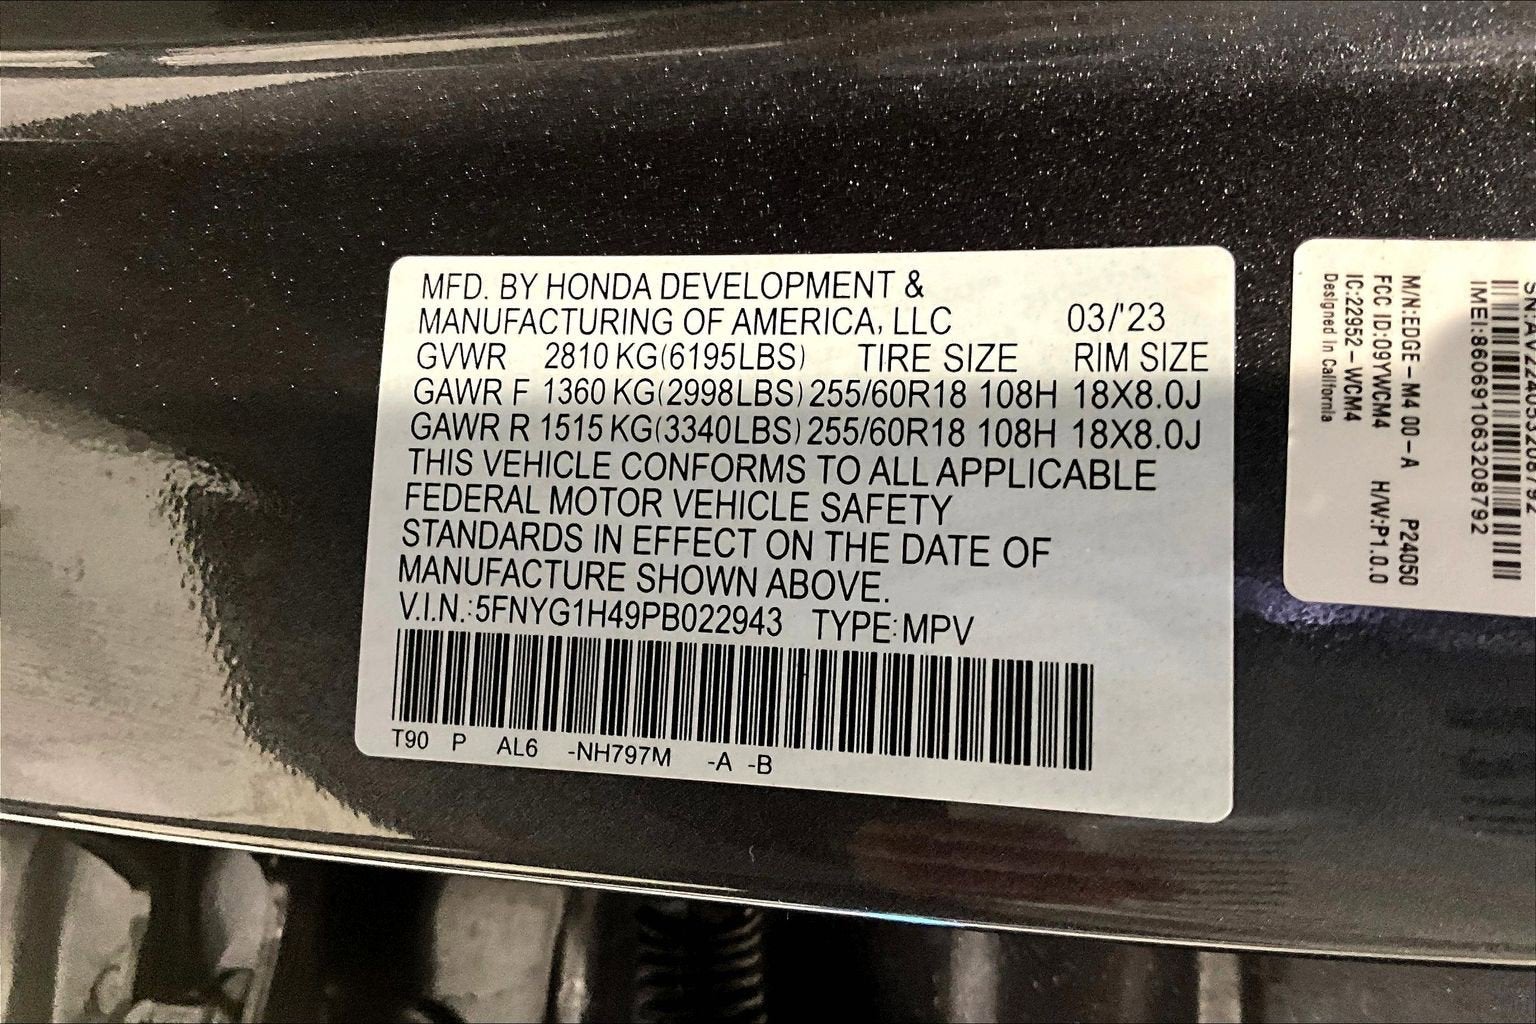 MFD. BY HONDA DEVELOPMENT &
MANUFACTURING OF AMERICA, LLC 03/'23
GVWR 2810 KG(6195LBS) TIRE SIZE RIM SIZE
GAWR F 1360 KG(2998LBS) 255/60R18 108H 18X8.0J
GAWR R 1515 KG(3340LBS) 255/60R18 108H 18X8.0J
THIS VEHICLE CONFORMS TO ALL APPLICABLE
FEDERAL MOTOR VEHICLE SAFETY
STANDARDS IN EFFECT ON THE DATE OF
MANUFACTURE SHOWN ABOVE.
V.I.N.:5FNYG1H49PB022943 TYPE:MPV
T90 P AL6 -NH797M -A -B
IMEI:860691063208792
M/N:EDGE-M4 00-A P24050
FCC ID:O9YWCM4 H/W:P1.0.0
IC:22952-WCM4
Designed in California